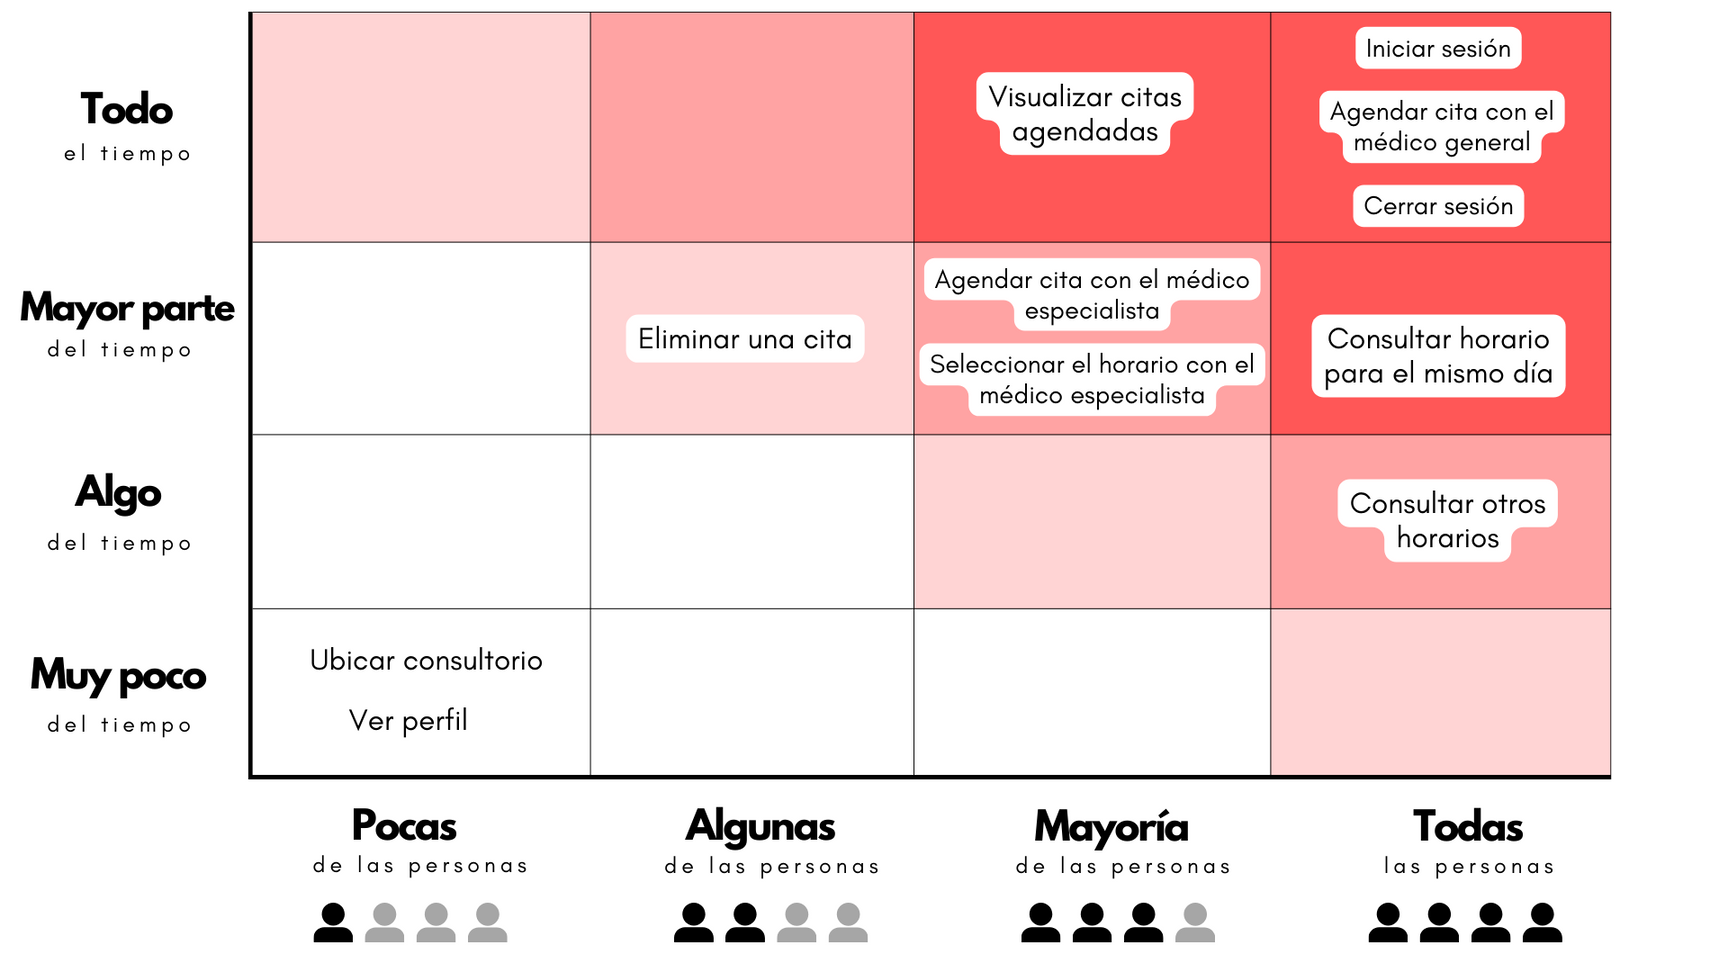 Todo
el tiempo
Visualizar citas
agendadas
Iniciar sesión
Agendar cita con el
médico general
Cerrar sesión
Mayor parte
del tiempo
Eliminar una cita
Agendar cita con el médico
especialista
Seleccionar el horario con el
médico especialista
Consultar horario
para el mismo día
Algo
del tiempo
Consultar otros
horarios
Muy poco
del tiempo
Ubicar consultorio
Ver perfil
Pocas
de las personas
Algunas
de las personas
Mayoría
de las personas
Todas
las personas